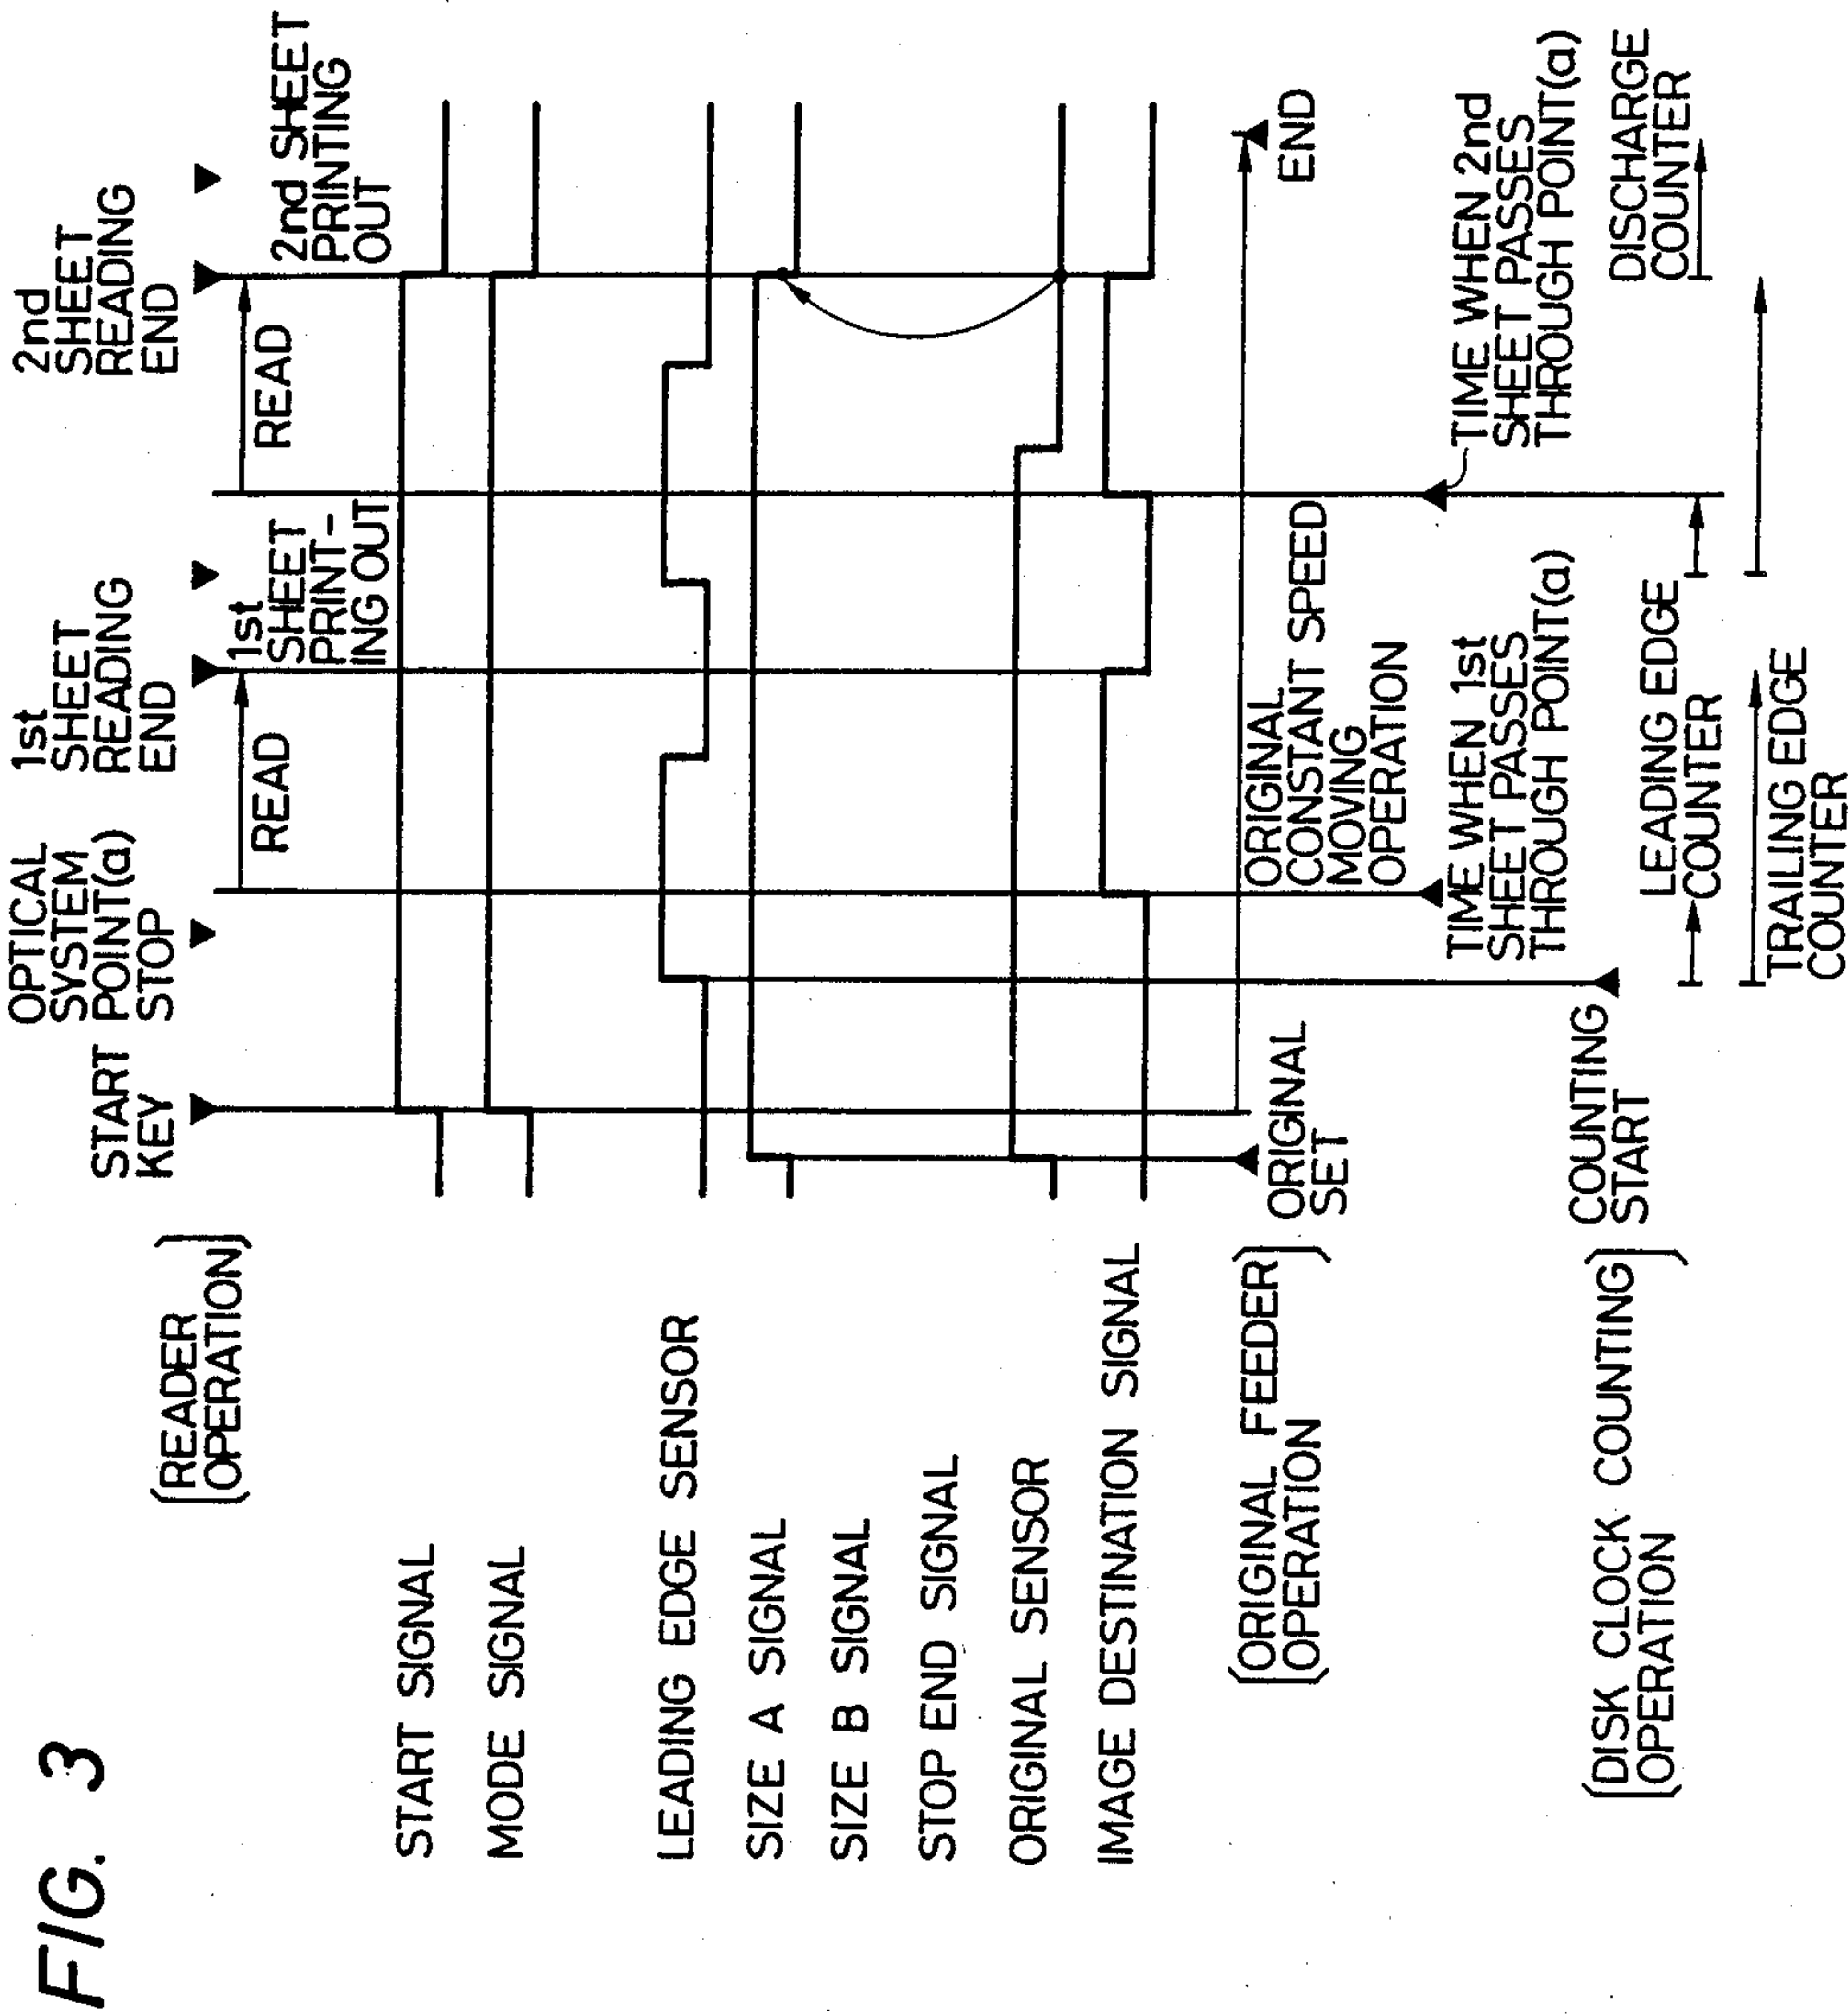 FIG. 3
START
KEY
OPTICAL
SYSTEM
POINT(a)
STOP
1st
SHEET
READING
END
2nd
SHEET
READING
END
(READER
OPERATION)
READ
1st
SHEET
PRINT-
ING OUT
READ
2nd SHEET
PRINTING
OUT
START SIGNAL
MODE SIGNAL
LEADING EDGE SENSOR
SIZE A SIGNAL
SIZE B SIGNAL
STOP END SIGNAL
ORIGINAL SENSOR
IMAGE DESTINATION SIGNAL
(ORIGINAL FEEDER
OPERATION)
ORIGINAL
SET
ORIGINAL
CONSTANT SPEED
MOVING
OPERATION
END
TIME WHEN 1st
SHEET PASSES
THROUGH POINT(a)
TIME WHEN 2nd
SHEET PASSES
THROUGH POINT(a)
(DISK CLOCK COUNTING
OPERATION)
COUNTING
START
LEADING EDGE
COUNTER
DISCHARGE
COUNTER
TRAILING EDGE
COUNTER